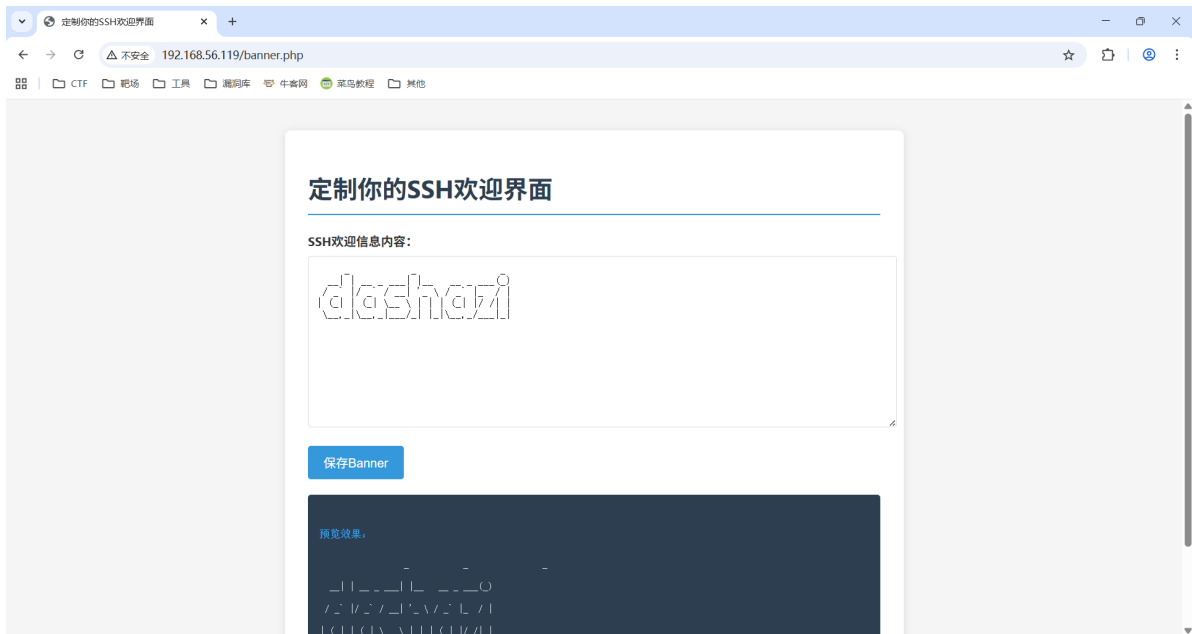 定制你的SSH欢迎界面
不安全 192.168.56.119/banner.php
CTF 靶场 工具 漏洞库 牛客网 菜鸟教程 其他
定制你的SSH欢迎界面
SSH欢迎信息内容：
dashazi
保存Banner
预览效果：